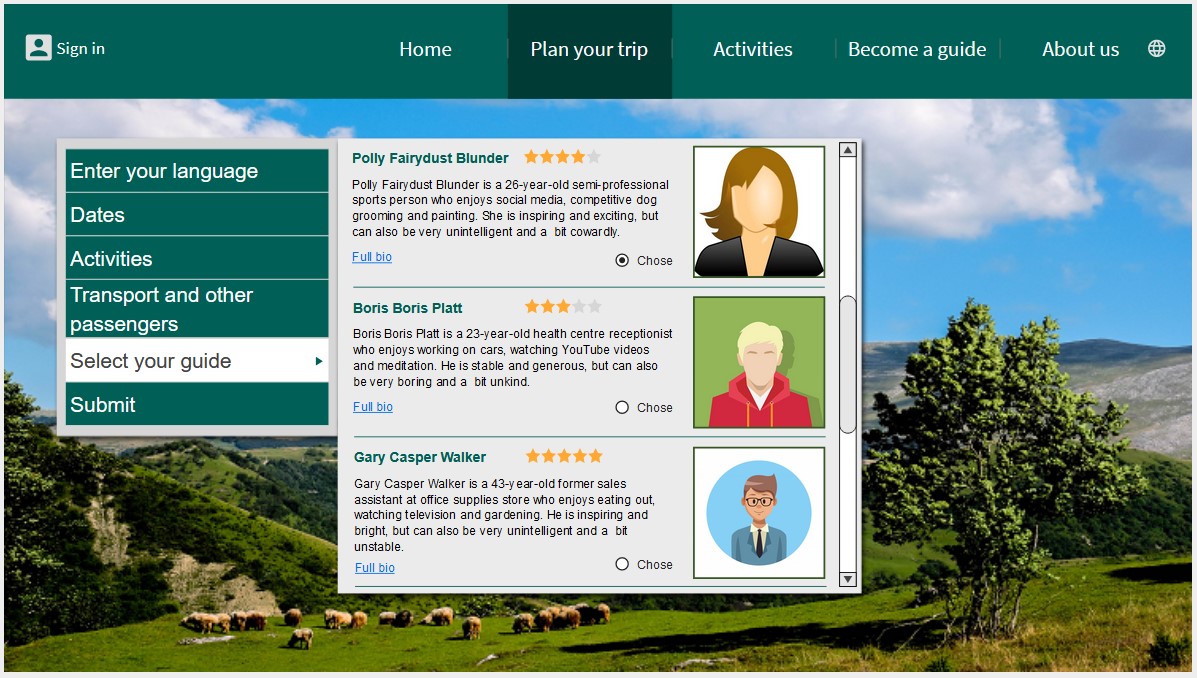 Sign in
Home
Plan your trip
Activities
Become a guide
About us
Enter your language
Dates
Activities
Transport and other
passengers
Select your guide
Submit
Polly Fairydust Blunder
Polly Fairydust Blunder is a 26-year-old semi-professional
sports person who enjoys social media, competitive dog
grooming and painting. She is inspiring and exciting, but
can also be very unintelligent and a bit cowardly.
Full bio
Chose
Boris Boris Platt
Boris Boris Platt is a 23-year-old health centre receptionist
who enjoys working on cars, watching YouTube videos
and meditation. He is stable and generous, but can also
be very boring and a bit unkind.
Full bio
Chose
Gary Casper Walker
Gary Casper Walker is a 43-year-old former sales
assistant at office supplies store who enjoys eating out,
watching television and gardening. He is inspiring and
bright, but can also be very unintelligent and a bit
unstable.
Full bio
Chose